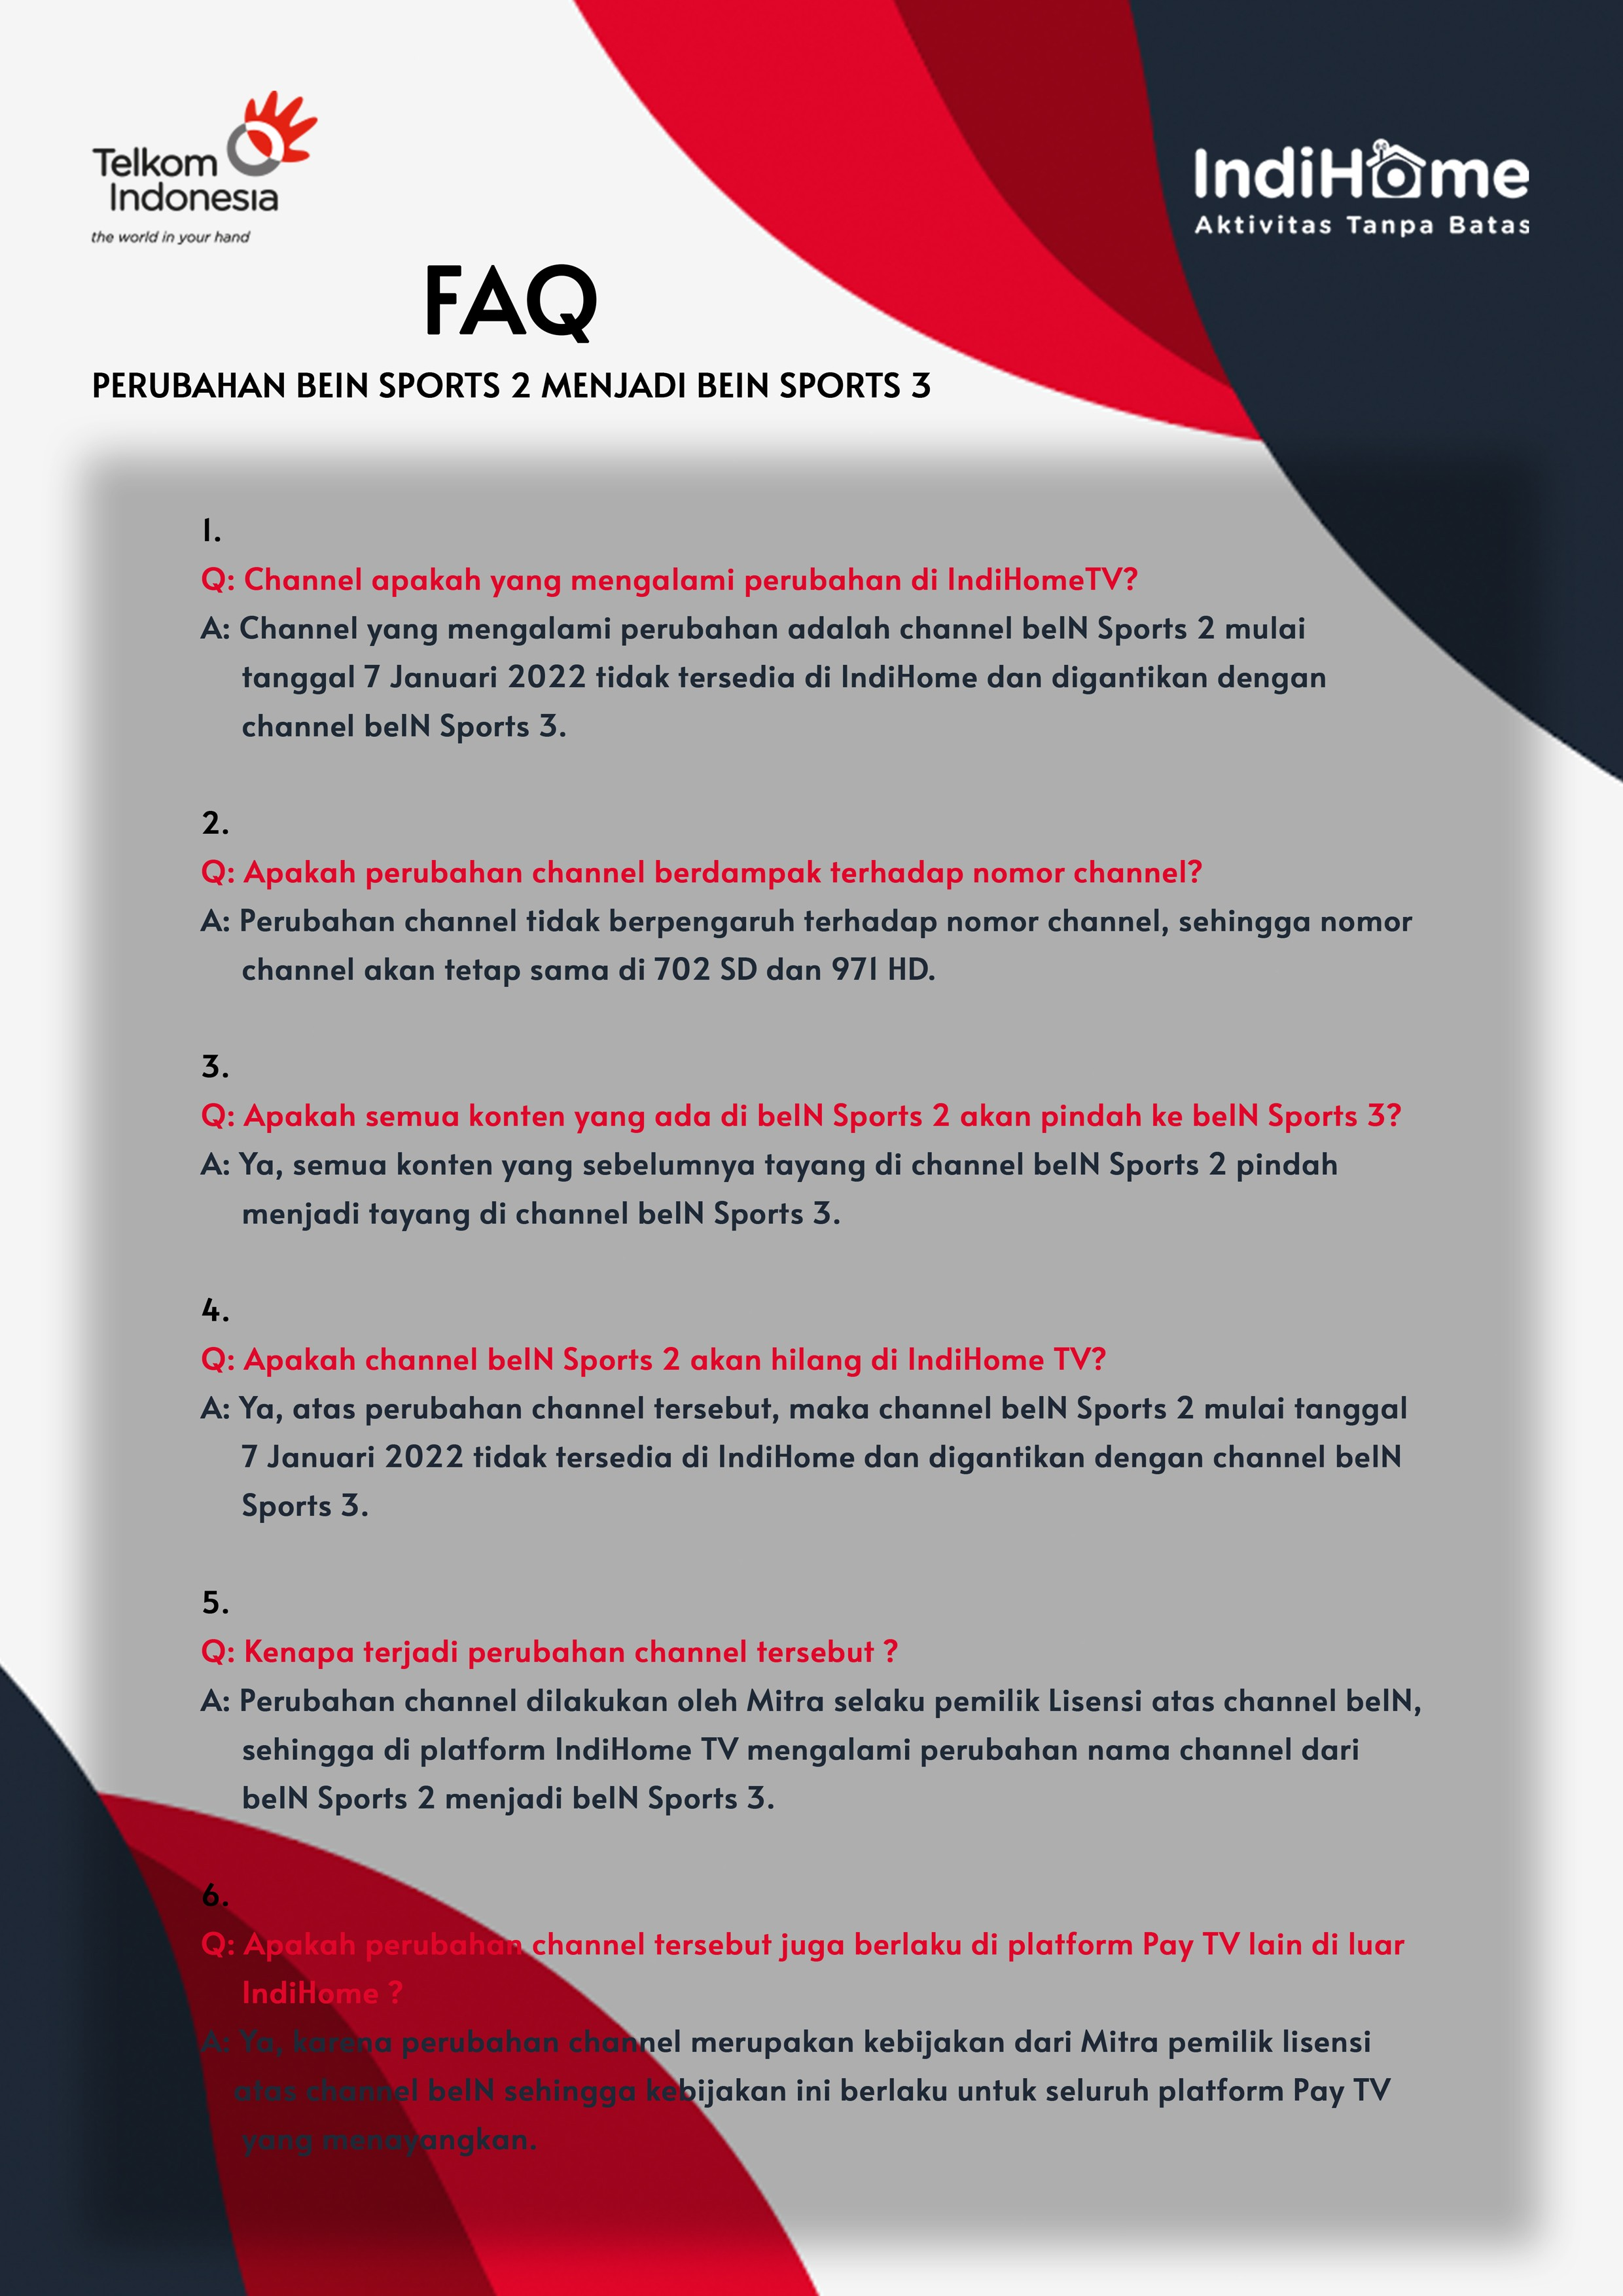 Telkom
Indonesia
the world in your hand
IndiHome
Aktivitas Tanpa Batas
FAQ
PERUBAHAN BEIN SPORTS 2 MENJADI BEIN SPORTS 3
1.
Q: Channel apakah yang mengalami perubahan di IndiHomeTV?
A: Channel yang mengalami perubahan adalah channel beIN Sports 2 mulai
tanggal 7 Januari 2022 tidak tersedia di IndiHome dan digantikan dengan
channel beIN Sports 3.
2.
Q: Apakah perubahan channel berdampak terhadap nomor channel?
A: Perubahan channel tidak berpengaruh terhadap nomor channel, sehingga nomor
channel akan tetap sama di 702 SD dan 971 HD.
3.
Q: Apakah semua konten yang ada di beIN Sports 2 akan pindah ke beIN Sports 3?
A: Ya, semua konten yang sebelumnya tayang di channel beIN Sports 2 pindah
menjadi tayang di channel beIN Sports 3.
4.
Q: Apakah channel beIN Sports 2 akan hilang di IndiHome TV?
A: Ya, atas perubahan channel tersebut, maka channel beIN Sports 2 mulai tanggal
7 Januari 2022 tidak tersedia di IndiHome dan digantikan dengan channel beIN
Sports 3.
5.
Q: Kenapa terjadi perubahan channel tersebut ?
A: Perubahan channel dilakukan oleh Mitra selaku pemilik Lisensi atas channel beIN,
sehingga di platform IndiHome TV mengalami perubahan nama channel dari
beIN Sports 2 menjadi beIN Sports 3.
6.
Q: Apakah perubahan channel tersebut juga berlaku di platform Pay TV lain di luar
IndiHome ?
A: Ya, karena perubahan channel merupakan kebijakan dari Mitra pemilik lisensi
atas channel beIN sehingga kebijakan ini berlaku untuk seluruh platform Pay TV
yang menayangkan.